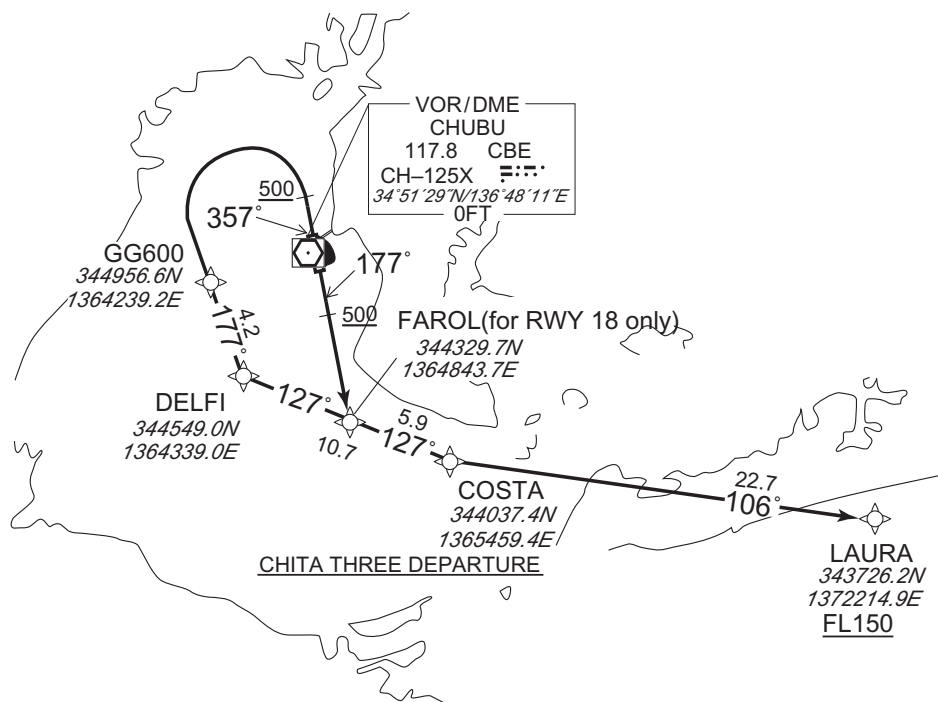 VOR/DME
CHUBU
117.8 CBE
CH–125X
34°51′29″N/136°48′11″E
0FT
500
357°
177°
GG600
344956.6N
1364239.2E
500
FAROL(for RWY 18 only)
344329.7N
1364843.7E
4.2
177°
DELFI
344549.0N
1364339.0E
127°
10.7
5.9
127°
COSTA
344037.4N
1365459.4E
22.7
106°
LAURA
343726.2N
1372214.9E
FL150
CHITA THREE DEPARTURE